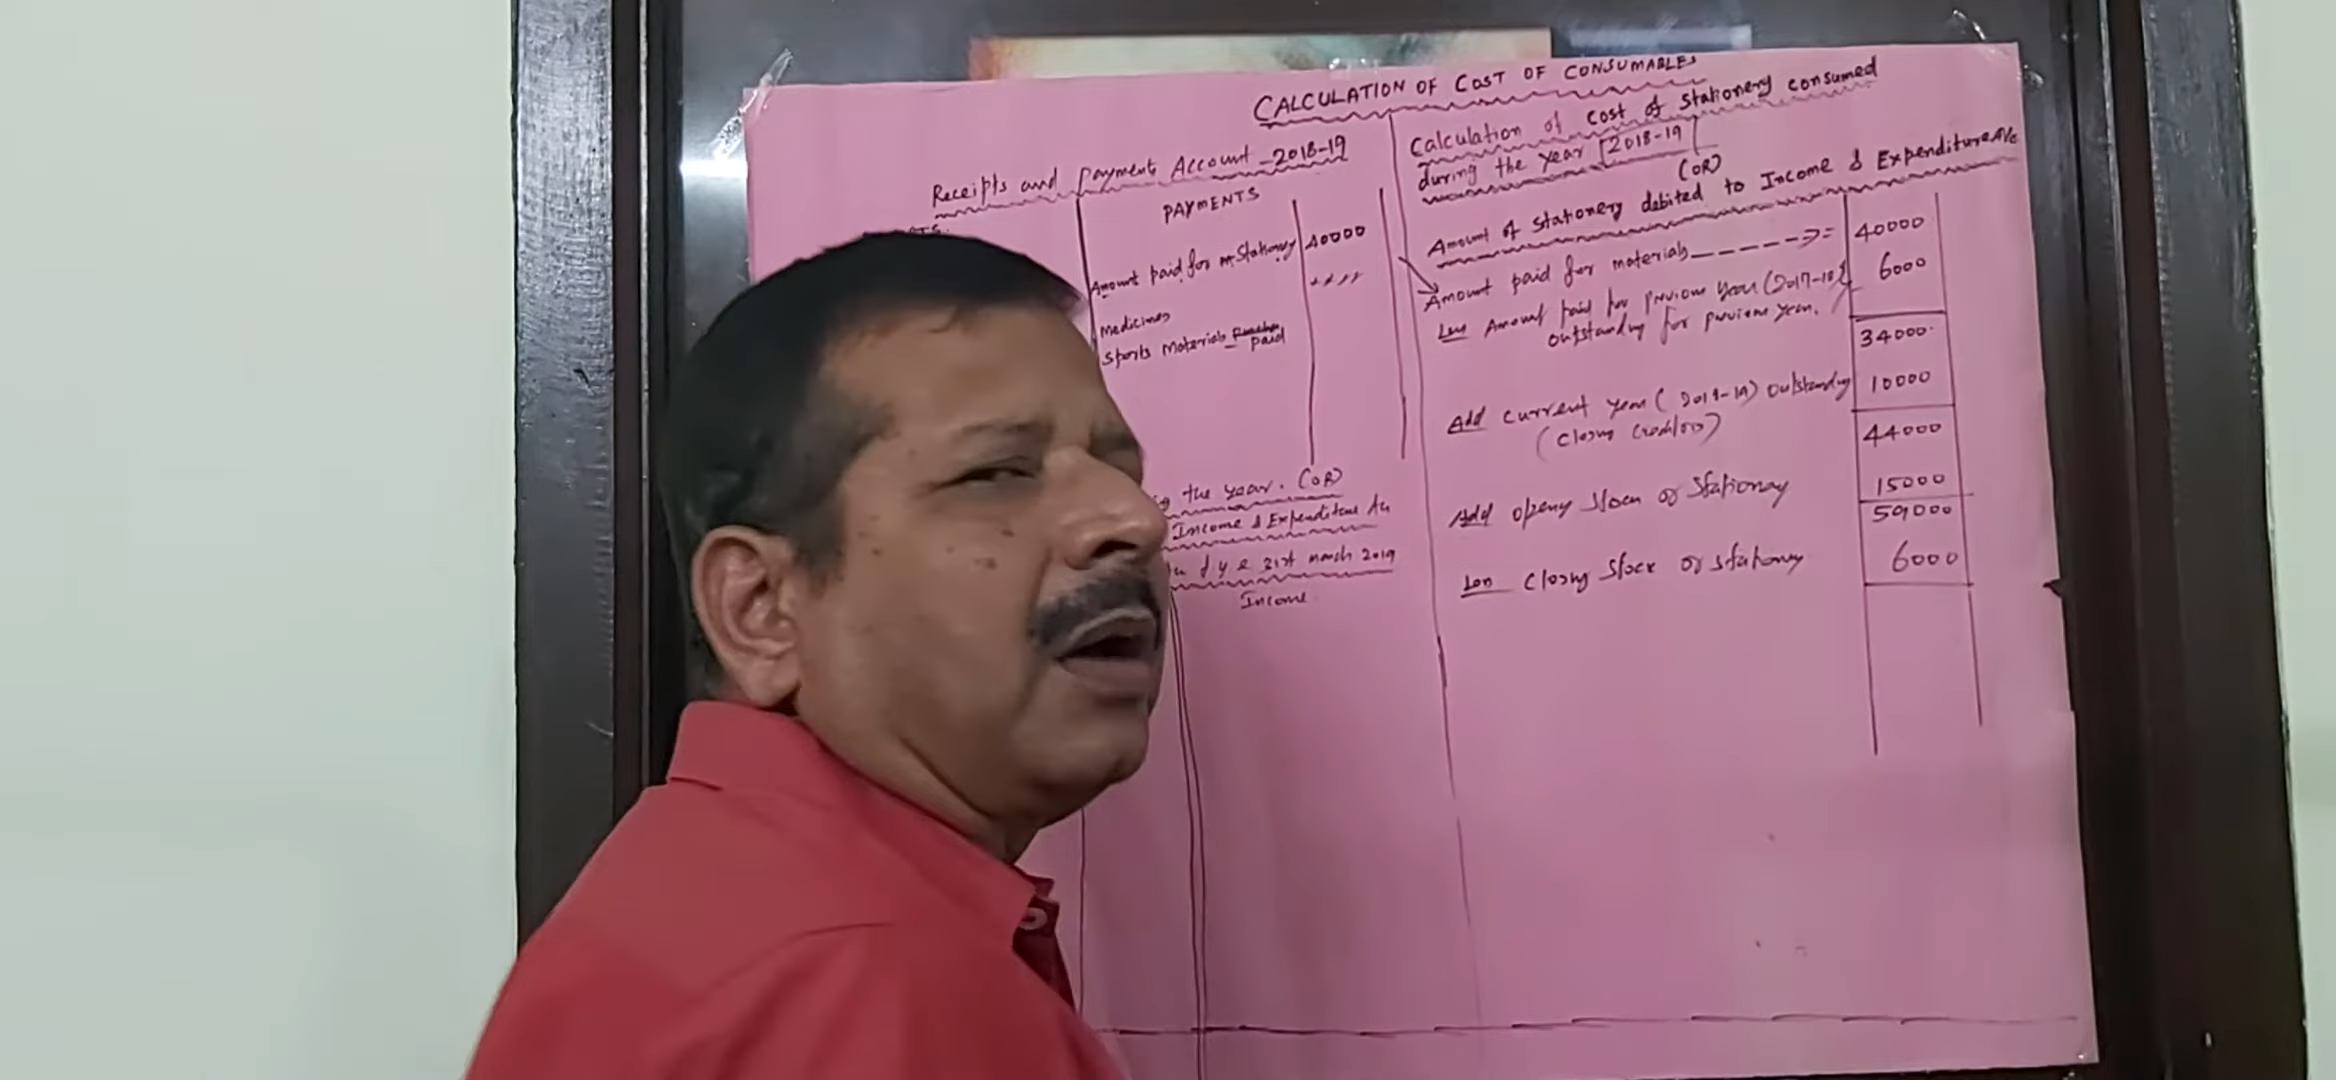 CALCULATION OF COST OF CONSUMABLES
Receipts and payments Account - 2018-19
PAYMENTS
Amount paid for Stationery 40000
Medicines
Sports Materials paid
the year. (OR)
Income & Expenditure A/c
d y e 31st march 2019
Income
Calculation of cost of stationery consumed
during the year [2018-19]
(OR)
Amount of stationery debited to Income & Expenditure A/c
Amount paid for materials -----> = 40000
Less Amount paid for previous year (2017-18) 6000
outstanding for previous year.
34000
Add current year (2018-19) outstanding 10000
(closing creditors)
44000
Add opening stock of stationery 15000
59000
Less closing stock of stationery 6000